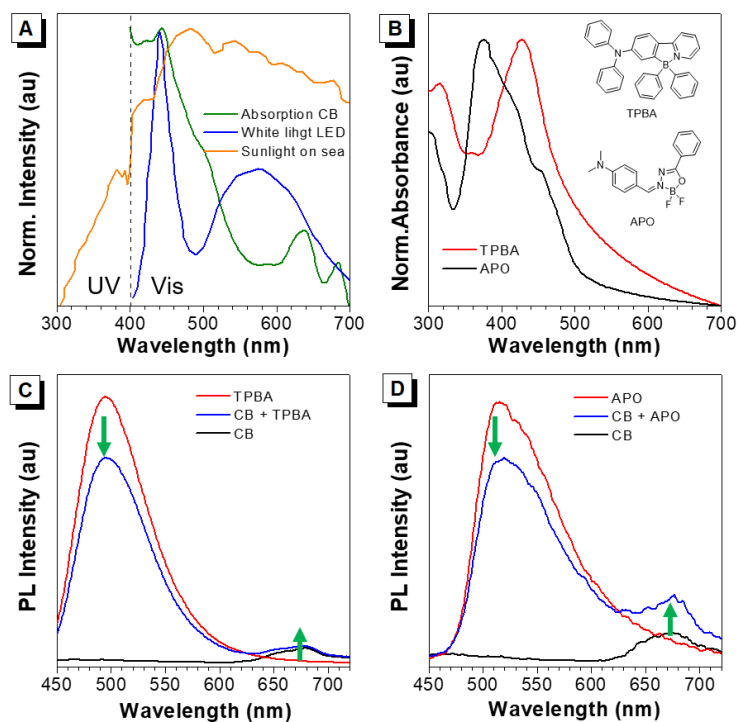 A
Norm. Intensity (au)
Absorption CB
White lihgt LED
Sunlight on sea
UV
Vis
300 400 500 600 700
Wavelength (nm)
B
Norm.Absorbance (au)
N
N
B
TPBA
N
N
N
O
B
F
F
APO
TPBA
APO
300 400 500 600 700
Wavelength (nm)
C
PL Intensity (au)
TPBA
CB + TPBA
CB
450 500 550 600 650 700
Wavelength (nm)
D
PL Intensity (au)
APO
CB + APO
CB
450 500 550 600 650 700
Wavelength (nm)